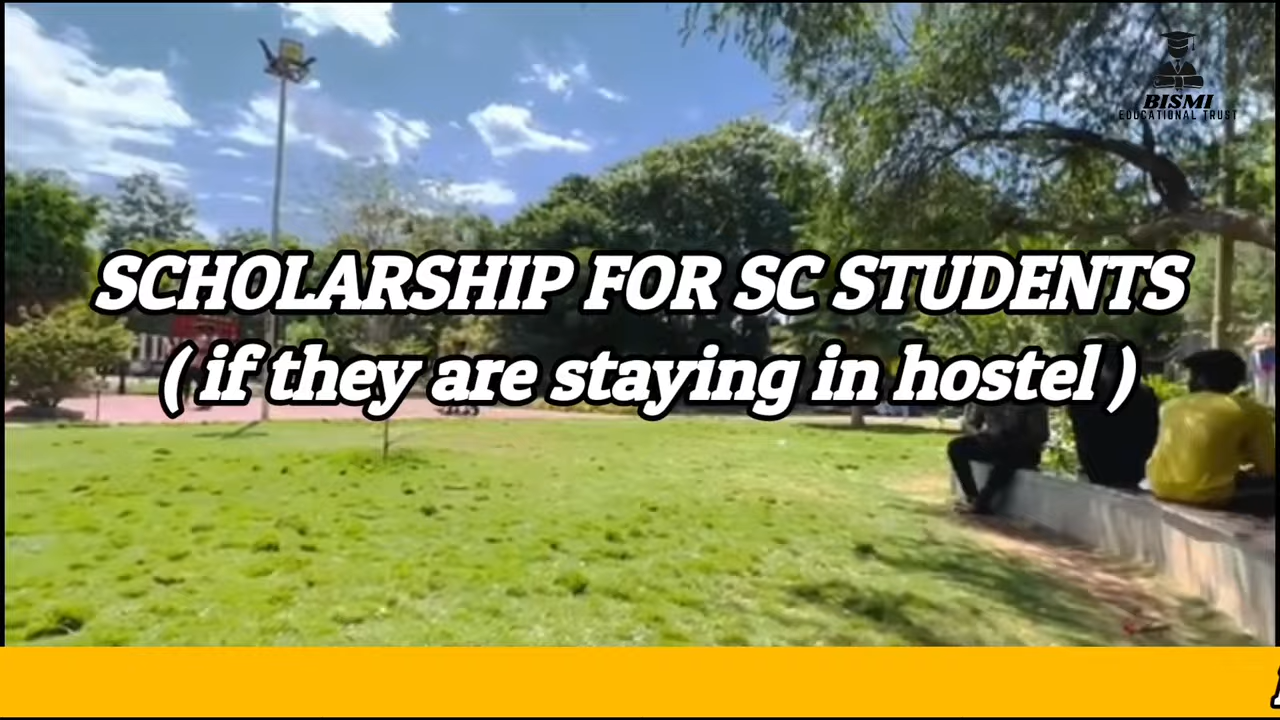 BISMI
EDUCATIONAL TRUST
SCHOLARSHIP FOR SC STUDENTS
( if they are staying in hostel )